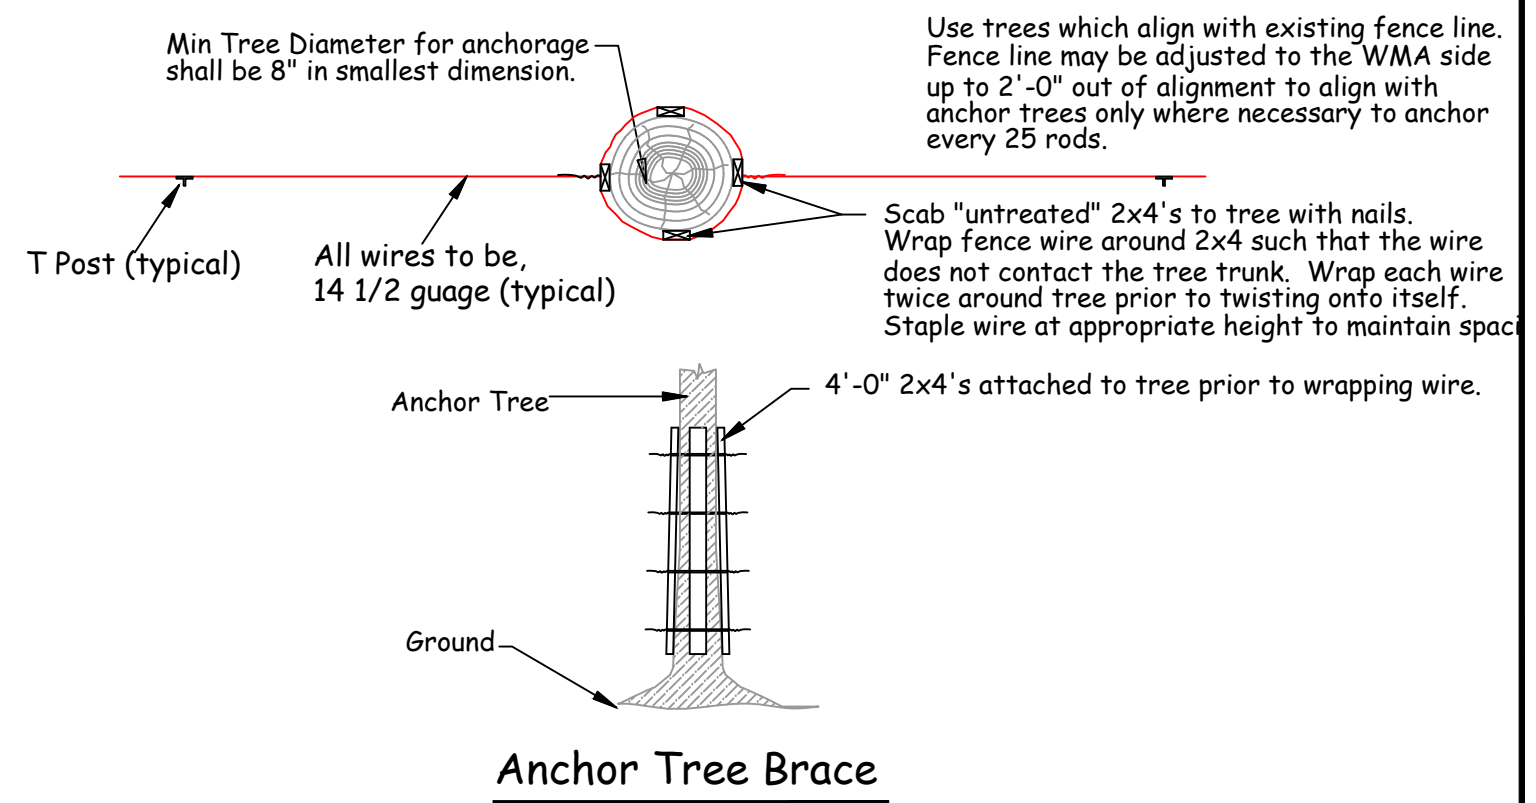 Min Tree Diameter for anchorage
shall be 8" in smallest dimension.
Use trees which align with existing fence line.
Fence line may be adjusted to the WMA side
up to 2'-0" out of alignment to align with
anchor trees only where necessary to anchor
every 25 rods.
T Post (typical)
All wires to be,
14 1/2 guage (typical)
Scab "untreated" 2x4's to tree with nails.
Wrap fence wire around 2x4 such that the wire
does not contact the tree trunk.  Wrap each wire
twice around tree prior to twisting onto itself.
Staple wire at appropriate height to maintain spaci
4'-0" 2x4's attached to tree prior to wrapping wire.
Anchor Tree
Ground
Anchor Tree Brace